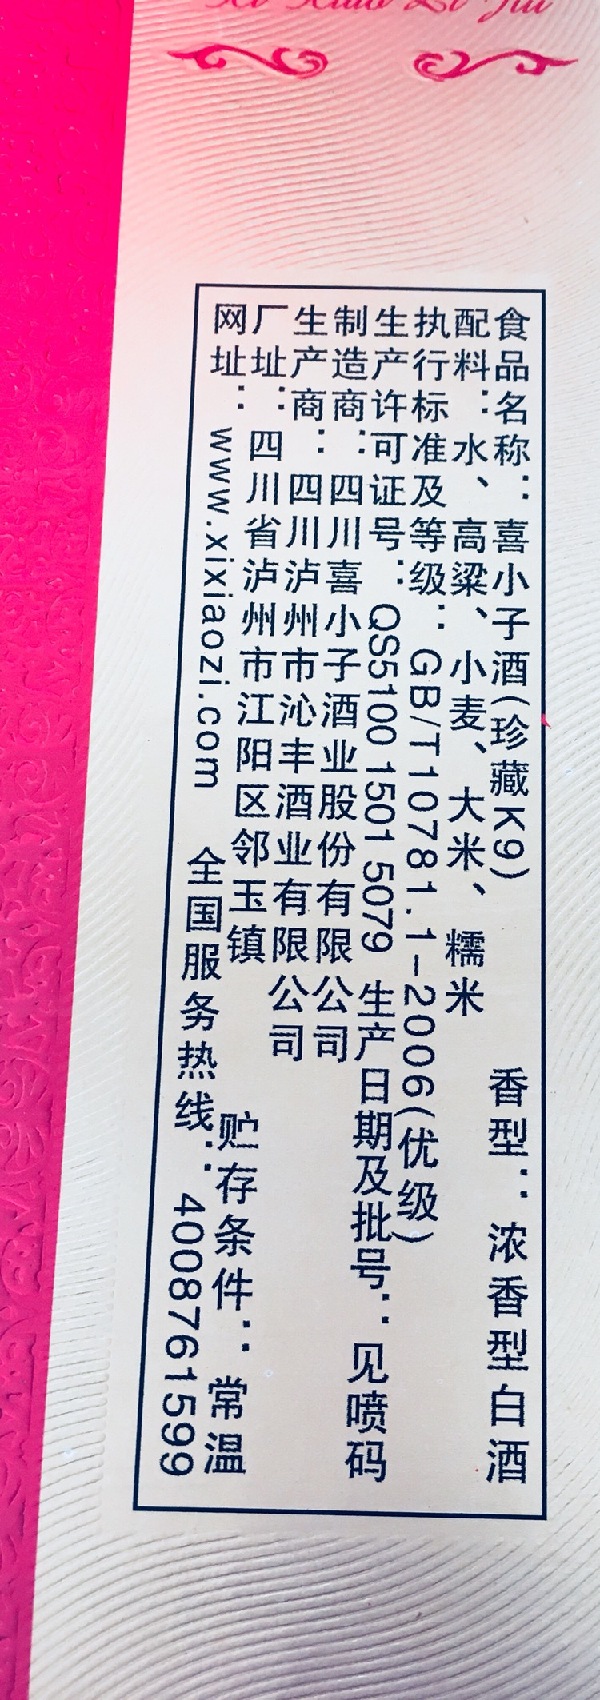 Xi Xiao Zi Jiu
食品名称：喜小子酒(珍藏K9) 香型：浓香型白酒
配料：水、高粱、小麦、大米、糯米
执行标准及等级：GB/T10781.1-2006(优级)
生产许可证号：QS5100 1501 5079 生产日期及批号：见喷码
制造商：四川喜小子酒业股份有限公司
生产商：四川泸州市沁丰酒业有限公司
厂址：四川省泸州市江阳区邻玉镇 贮存条件：常温
网址：www.xixiaozi.com 全国服务热线：4008761599